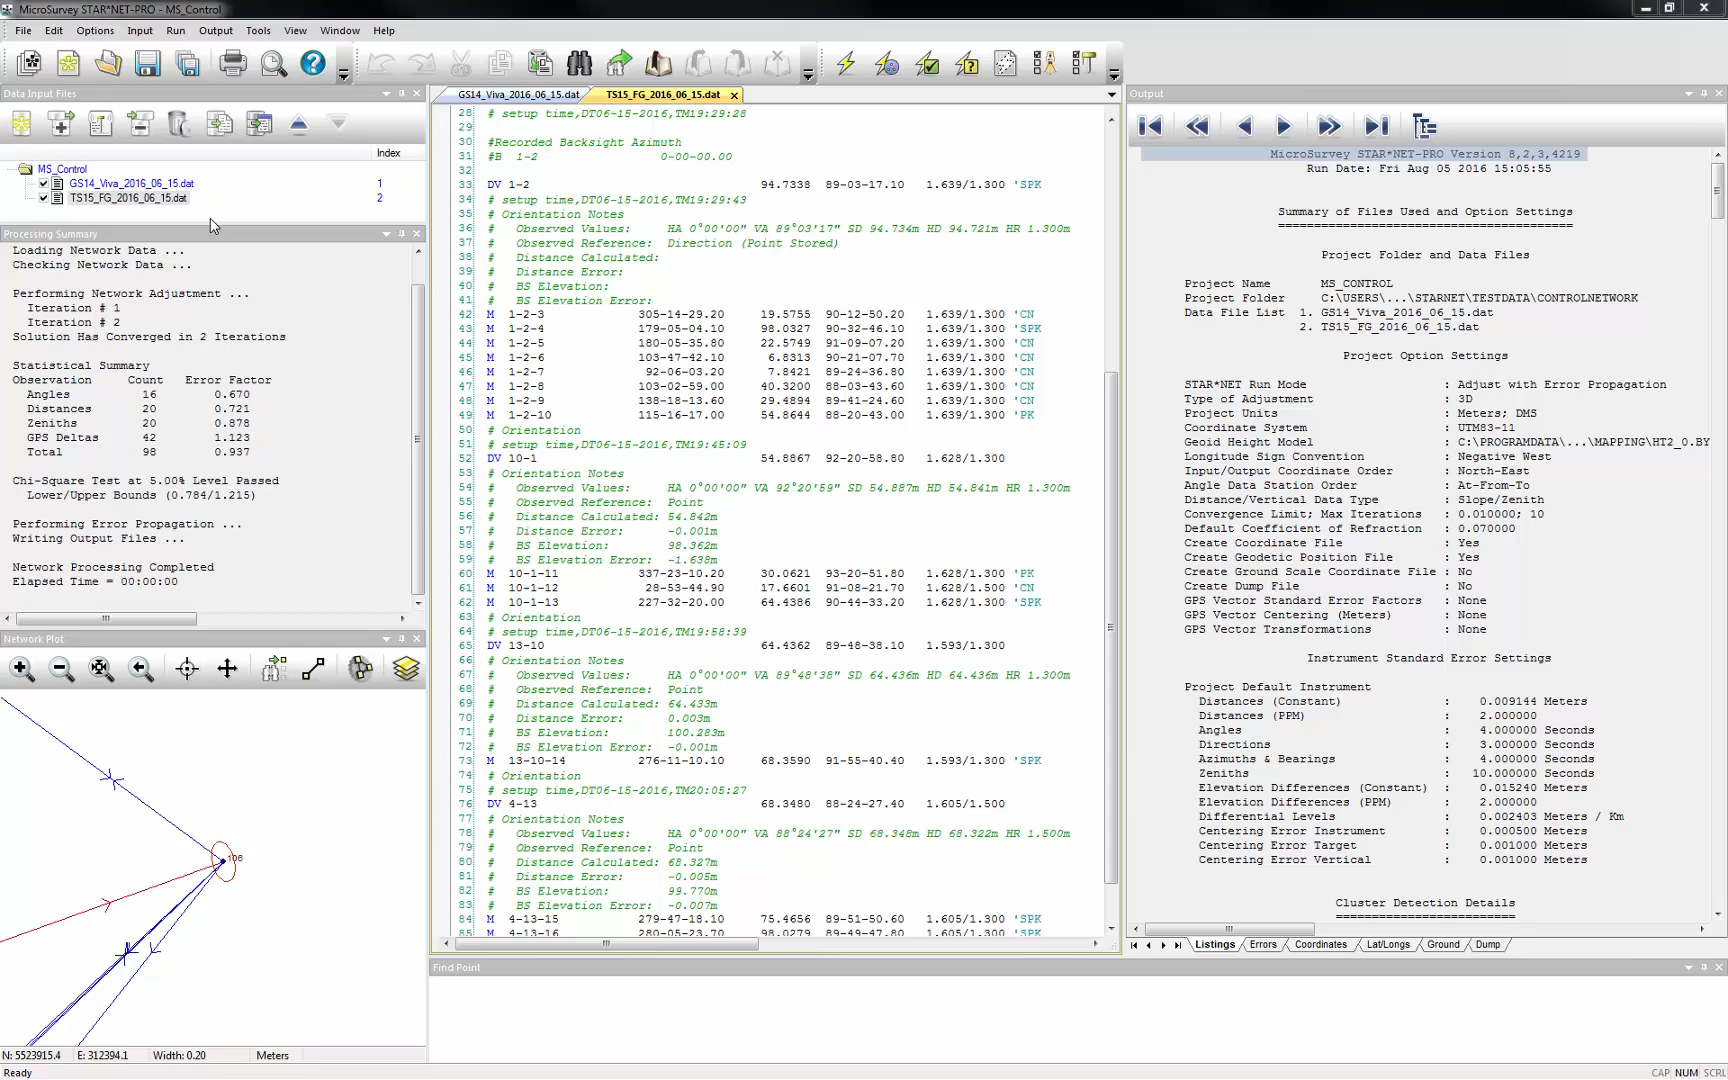 MicroSurvey STAR*NET-PRO - MS_Control
File Edit Options Input Run Output Tools View Window Help
Data Input Files
Index
MS_Control
GS14_Viva_2016_06_15.dat 1
TS15_FG_2016_06_15.dat 2
Processing Summary
Loading Network Data ...
Checking Network Data ...
Performing Network Adjustment ...
Iteration # 1
Iteration # 2
Solution Has Converged in 2 Iterations
Statistical Summary
Observation Count Error Factor
Angles 16 0.670
Distances 20 0.721
Zeniths 20 0.878
GPS Deltas 42 1.123
Total 98 0.937
Chi-Square Test at 5.00% Level Passed
Lower/Upper Bounds (0.784/1.215)
Performing Error Propagation ...
Writing Output Files ...
Network Processing Completed
Elapsed Time = 00:00:00
Network Plot
108
N: 5523915.4 E: 312394.1 Width: 0.20 Meters
Ready
GS14_Viva_2016_06_15.dat TS15_FG_2016_06_15.dat
28 # setup time,DT06-15-2016,TM19:29:28
29
30 #Recorded Backsight Azimuth
31 #B 1-2 0-00-00.00
32
33 DV 1-2 94.7338 89-03-17.10 1.639/1.300 'SPK
34 # setup time,DT06-15-2016,TM19:29:43
35 # Orientation Notes
36 # Observed Values: HA 0°00'00" VA 89°03'17" SD 94.734m HD 94.721m HR 1.300m
37 # Observed Reference: Direction (Point Stored)
38 # Distance Calculated:
39 # Distance Error:
40 # BS Elevation:
41 # BS Elevation Error:
42 M 1-2-3 305-14-29.20 19.5755 90-12-50.20 1.639/1.300 'CN
43 M 1-2-4 179-05-04.10 98.0327 90-32-46.10 1.639/1.300 'SPK
44 M 1-2-5 180-05-35.80 22.5749 91-09-07.20 1.639/1.300 'CN
45 M 1-2-6 103-47-42.10 6.8313 90-21-07.70 1.639/1.300 'CN
46 M 1-2-7 92-06-03.20 7.8421 89-24-36.80 1.639/1.300 'CN
47 M 1-2-8 103-02-59.00 40.3200 88-03-43.60 1.639/1.300 'CN
48 M 1-2-9 138-18-13.60 29.4894 89-41-24.60 1.639/1.300 'CN
49 M 1-2-10 115-16-17.00 54.8644 88-20-43.00 1.639/1.300 'PK
50 # Orientation
51 # setup time,DT06-15-2016,TM19:45:09
52 DV 10-1 54.8867 92-20-58.80 1.628/1.300
53 # Orientation Notes
54 # Observed Values: HA 0°00'00" VA 92°20'59" SD 54.887m HD 54.841m HR 1.300m
55 # Observed Reference: Point
56 # Distance Calculated: 54.842m
57 # Distance Error: -0.001m
58 # BS Elevation: 98.362m
59 # BS Elevation Error: -1.638m
60 M 10-1-11 337-23-10.20 30.0621 93-20-51.80 1.628/1.300 'PK
61 M 10-1-12 28-53-44.90 17.6601 91-08-21.70 1.628/1.500 'CN
62 M 10-1-13 227-32-20.00 64.4386 90-44-33.20 1.628/1.300 'SPK
63 # Orientation
64 # setup time,DT06-15-2016,TM19:58:39
65 DV 13-10 64.4362 89-48-38.10 1.593/1.300
66 # Orientation Notes
67 # Observed Values: HA 0°00'00" VA 89°48'38" SD 64.436m HD 64.436m HR 1.300m
68 # Observed Reference: Point
69 # Distance Calculated: 64.433m
70 # Distance Error: 0.003m
71 # BS Elevation: 100.283m
72 # BS Elevation Error: -0.001m
73 M 13-10-14 276-11-10.10 68.3590 91-55-40.40 1.593/1.300 'SPK
74 # Orientation
75 # setup time,DT06-15-2016,TM20:05:27
76 DV 4-13 68.3480 88-24-27.40 1.605/1.500
77 # Orientation Notes
78 # Observed Values: HA 0°00'00" VA 88°24'27" SD 68.348m HD 68.322m HR 1.500m
79 # Observed Reference: Point
80 # Distance Calculated: 68.327m
81 # Distance Error: -0.005m
82 # BS Elevation: 99.770m
83 # BS Elevation Error: -0.007m
84 M 4-13-15 279-47-18.10 75.4656 89-51-50.60 1.605/1.300 'SPK
85 M 4-13-16 280-05-23.70 98.0279 89-49-47.80 1.605/1.300 'SPK
Find Point
Output
MicroSurvey STAR*NET-PRO Version 8,2,3,4219
Run Date: Fri Aug 05 2016 15:05:55
Summary of Files Used and Option Settings
=========================================
Project Folder and Data Files
Project Name MS_CONTROL
Project Folder C:\USERS\...\STARNET\TESTDATA\CONTROLNETWORK
Data File List 1. GS14_Viva_2016_06_15.dat
2. TS15_FG_2016_06_15.dat
Project Option Settings
STAR*NET Run Mode : Adjust with Error Propagation
Type of Adjustment : 3D
Project Units : Meters; DMS
Coordinate System : UTM83-11
Geoid Height Model : C:\PROGRAMDATA\...\MAPPING\HT2_0.BY
Longitude Sign Convention : Negative West
Input/Output Coordinate Order : North-East
Angle Data Station Order : At-From-To
Distance/Vertical Data Type : Slope/Zenith
Convergence Limit; Max Iterations : 0.010000; 10
Default Coefficient of Refraction : 0.070000
Create Coordinate File : Yes
Create Geodetic Position File : Yes
Create Ground Scale Coordinate File : No
Create Dump File : No
GPS Vector Standard Error Factors : None
GPS Vector Centering (Meters) : None
GPS Vector Transformations : None
Instrument Standard Error Settings
Project Default Instrument
Distances (Constant) : 0.009144 Meters
Distances (PPM) : 2.000000
Angles : 4.000000 Seconds
Directions : 3.000000 Seconds
Azimuths & Bearings : 4.000000 Seconds
Zeniths : 10.000000 Seconds
Elevation Differences (Constant) : 0.015240 Meters
Elevation Differences (PPM) : 2.000000
Differential Levels : 0.002403 Meters / Km
Centering Error Instrument : 0.000500 Meters
Centering Error Target : 0.001000 Meters
Centering Error Vertical : 0.001000 Meters
Cluster Detection Details
=========================
Listings Errors Coordinates Lat/Longs Ground Dump
CAP NUM SCRL